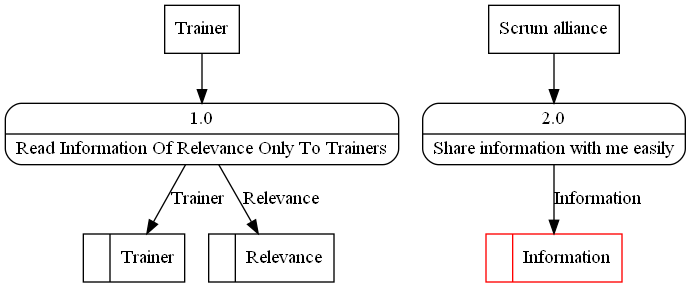 Trainer
Scrum alliance
1.0
Read Information Of Relevance Only To Trainers
2.0
Share information with me easily
Trainer
Relevance
Information
Trainer
Relevance
Information